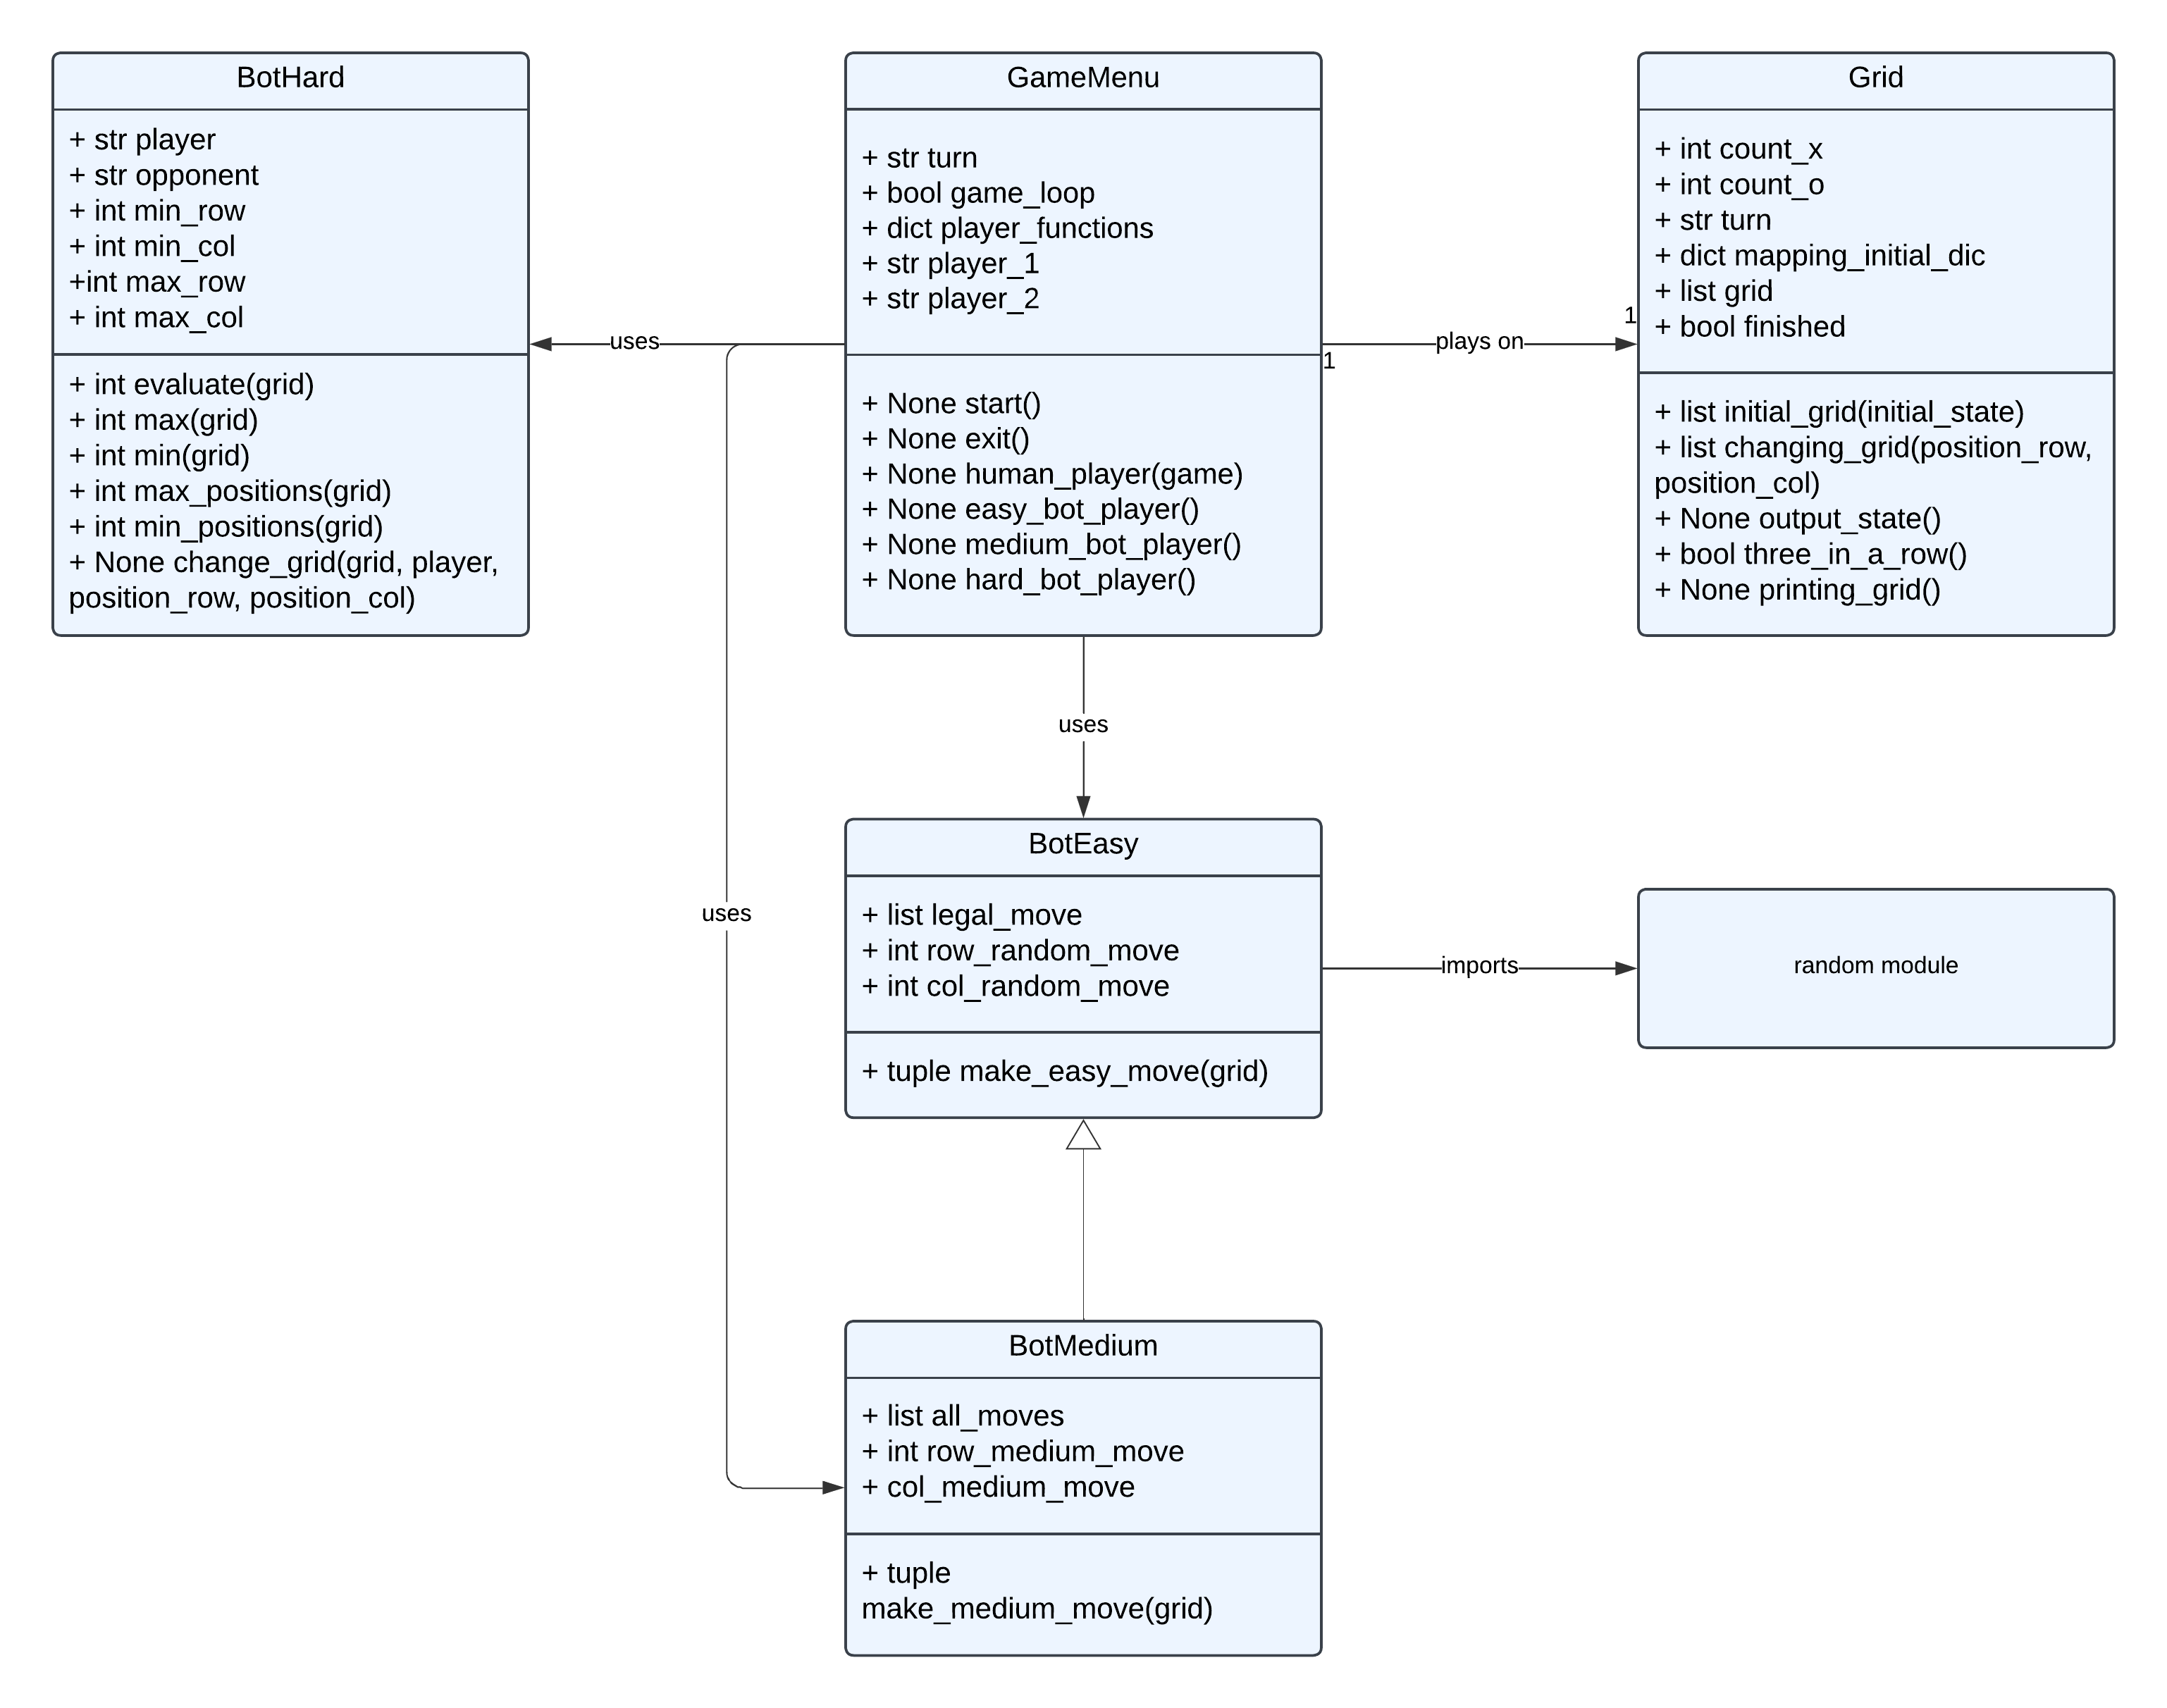 BotHard
+ str player
+ str opponent
+ int min_row
+ int min_col
+int max_row
+ int max_col
+ int evaluate(grid)
+ int max(grid)
+ int min(grid)
+ int max_positions(grid)
+ int min_positions(grid)
+ None change_grid(grid, player,
position_row, position_col)
uses
GameMenu
+ str turn
+ bool game_loop
+ dict player_functions
+ str player_1
+ str player_2
+ None start()
+ None exit()
+ None human_player(game)
+ None easy_bot_player()
+ None medium_bot_player()
+ None hard_bot_player()
1
plays on
1
Grid
+ int count_x
+ int count_o
+ str turn
+ dict mapping_initial_dic
+ list grid
+ bool finished
+ list initial_grid(initial_state)
+ list changing_grid(position_row,
position_col)
+ None output_state()
+ bool three_in_a_row()
+ None printing_grid()
uses
uses
BotEasy
+ list legal_move
+ int row_random_move
+ int col_random_move
+ tuple make_easy_move(grid)
imports
random module
BotMedium
+ list all_moves
+ int row_medium_move
+ col_medium_move
+ tuple
make_medium_move(grid)